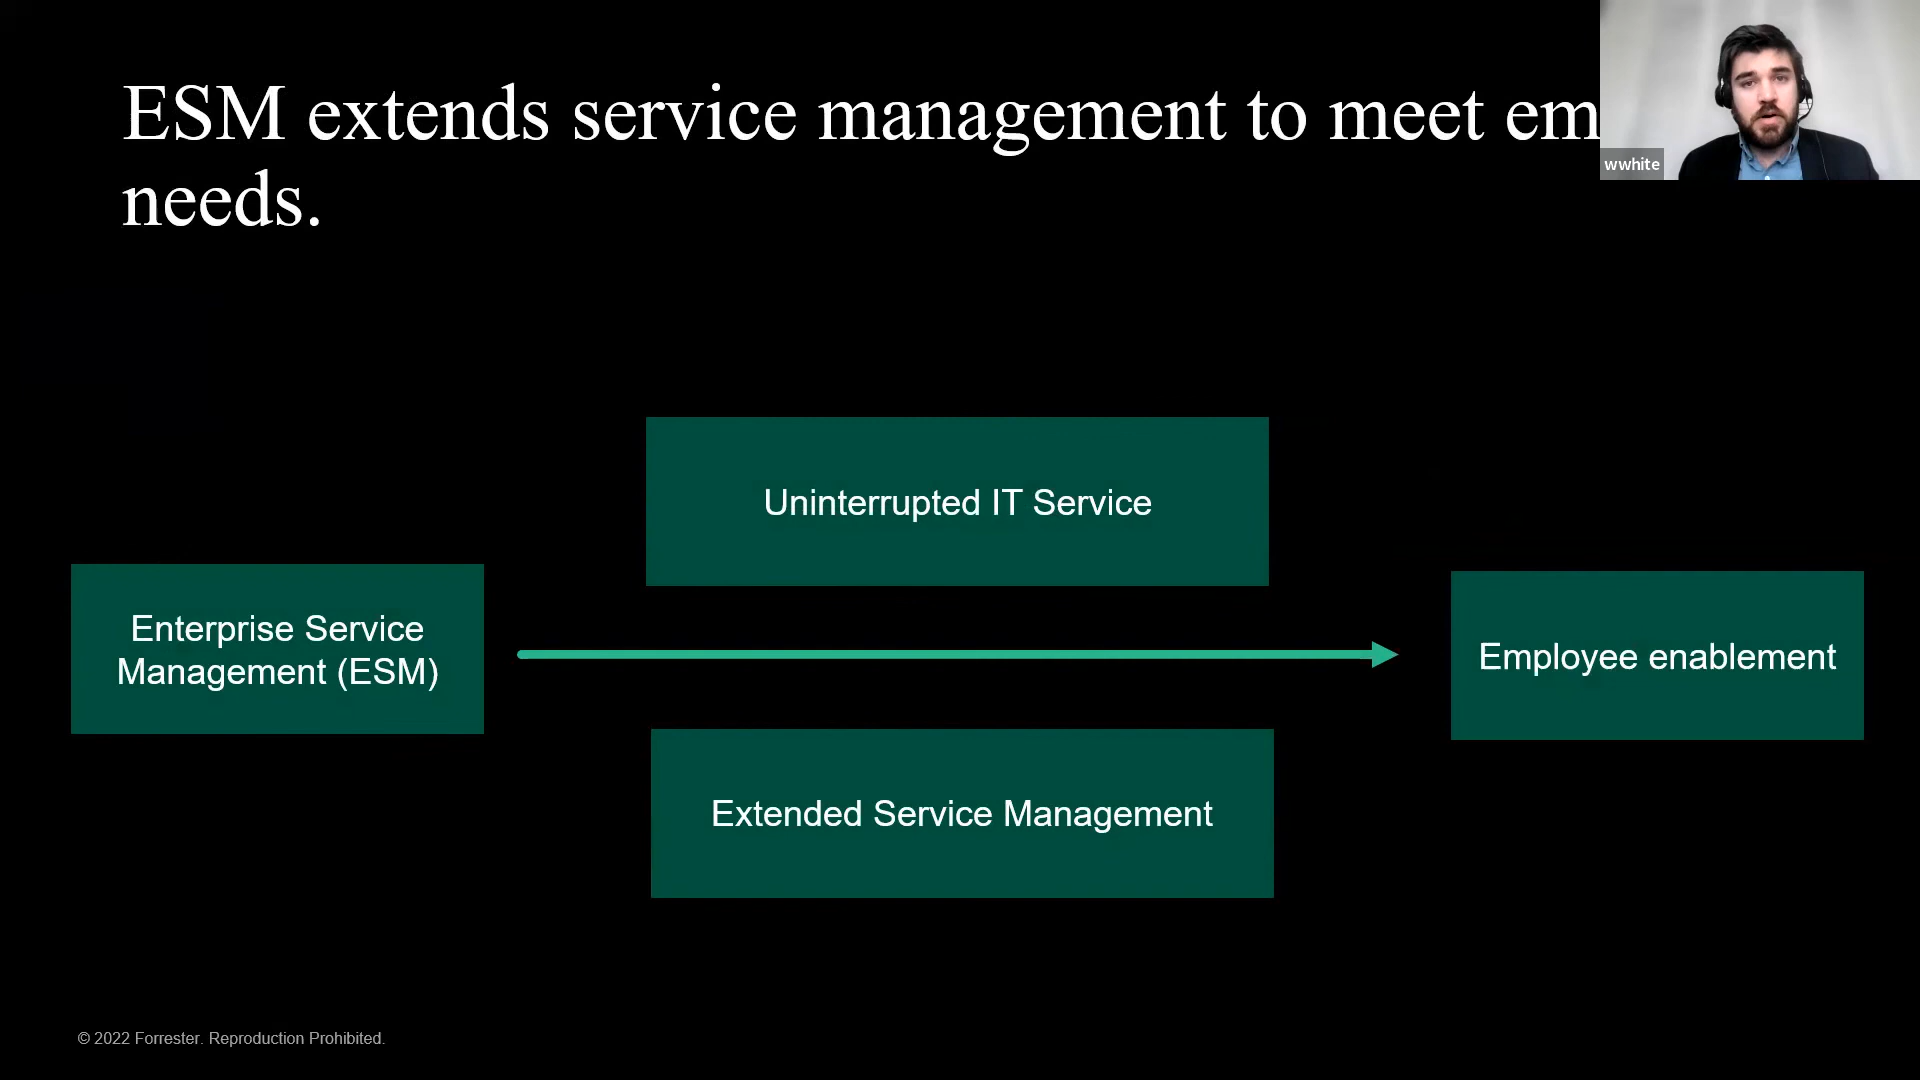 ESM extends service management to meet em
needs.
wwhite
Uninterrupted IT Service
Enterprise Service
Management (ESM)
Employee enablement
Extended Service Management
© 2022 Forrester. Reproduction Prohibited.